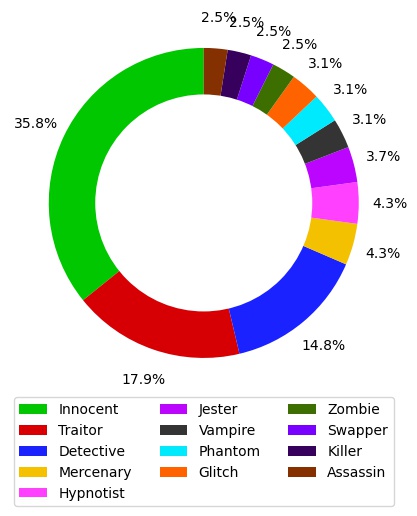 2.5%
2.5%
2.5%
2.5%
3.1%
3.1%
3.1%
3.7%
4.3%
4.3%
14.8%
17.9%
35.8%
Innocent
Traitor
Detective
Mercenary
Hypnotist
Jester
Vampire
Phantom
Glitch
Zombie
Swapper
Killer
Assassin